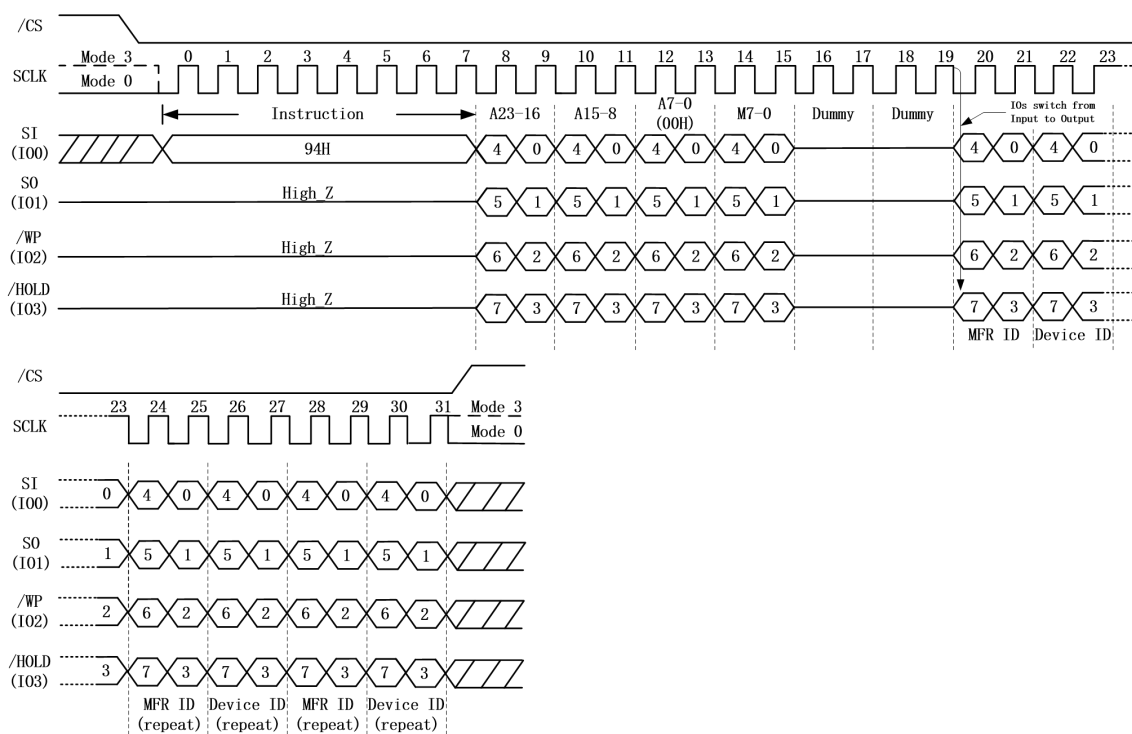 /CS
Mode 3
0 1 2 3 4 5 6 7 8 9 10 11 12 13 14 15 16 17 18 19 20 21 22 23
SCLK
Mode 0
Instruction
A23-16
A15-8
A7-0
(00H)
M7-0
Dummy
Dummy
IOs switch from
Input to Output
SI
(IO0)
94H
4 0 4 0 4 0 4 0 4 0 4 0
SO
(IO1)
High_Z
5 1 5 1 5 1 5 1 5 1 5 1
/WP
(IO2)
High_Z
6 2 6 2 6 2 6 2 6 2 6 2
/HOLD
(IO3)
High_Z
7 3 7 3 7 3 7 3 7 3 7 3
MFR ID
Device ID
/CS
23 24 25 26 27 28 29 30 31
Mode 3
SCLK
Mode 0
SI
(IO0)
0 4 0 4 0 4 0 4 0
SO
(IO1)
1 5 1 5 1 5 1 5 1
/WP
(IO2)
2 6 2 6 2 6 2 6 2
/HOLD
(IO3)
3 7 3 7 3 7 3 7 3
MFR ID Device ID MFR ID Device ID
(repeat) (repeat) (repeat) (repeat)